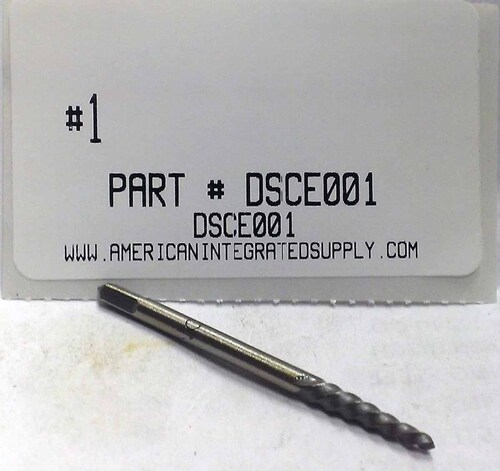 #1
PART # DSCE001
DSCE001
WWW.AMERICANINTEGRATEDSUPPLY.COM